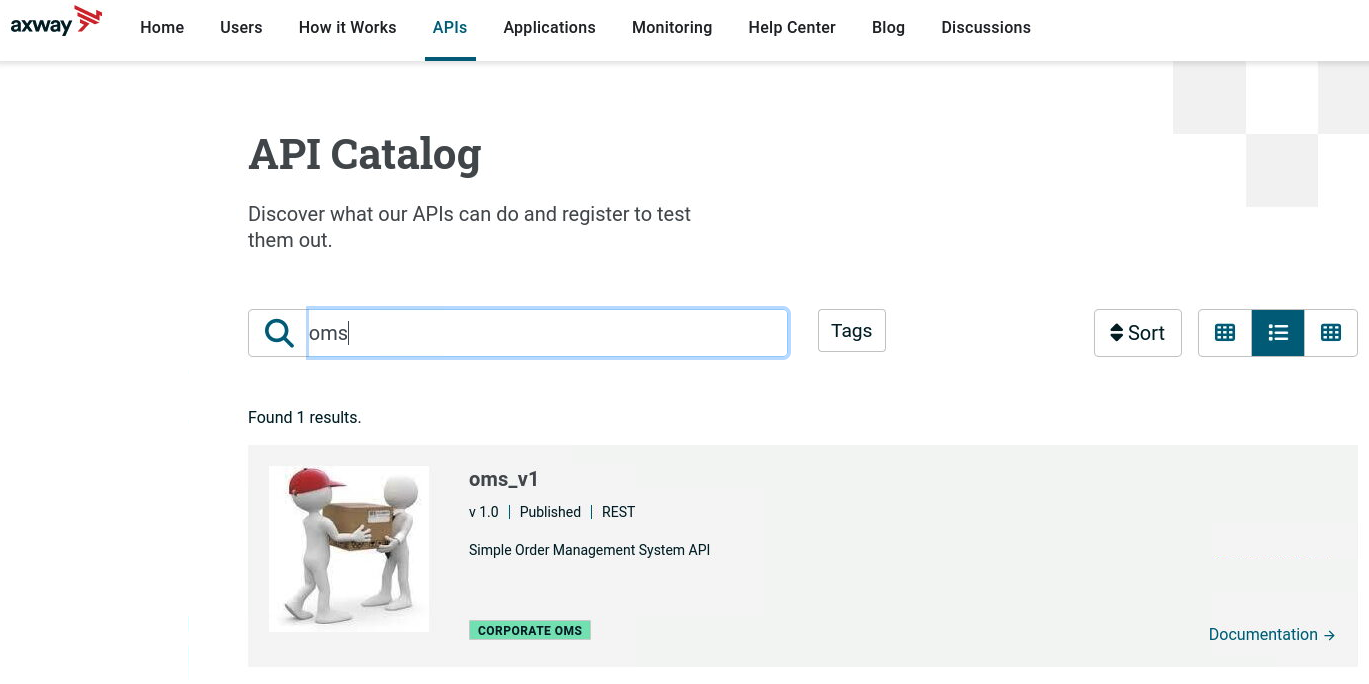 axway
Home Users How it Works APIs Applications Monitoring Help Center Blog Discussions
API Catalog
Discover what our APIs can do and register to test
them out.
oms Tags Sort
Found 1 results.
oms_v1
v 1.0 | Published | REST
Simple Order Management System API
CORPORATE OMS
Documentation →